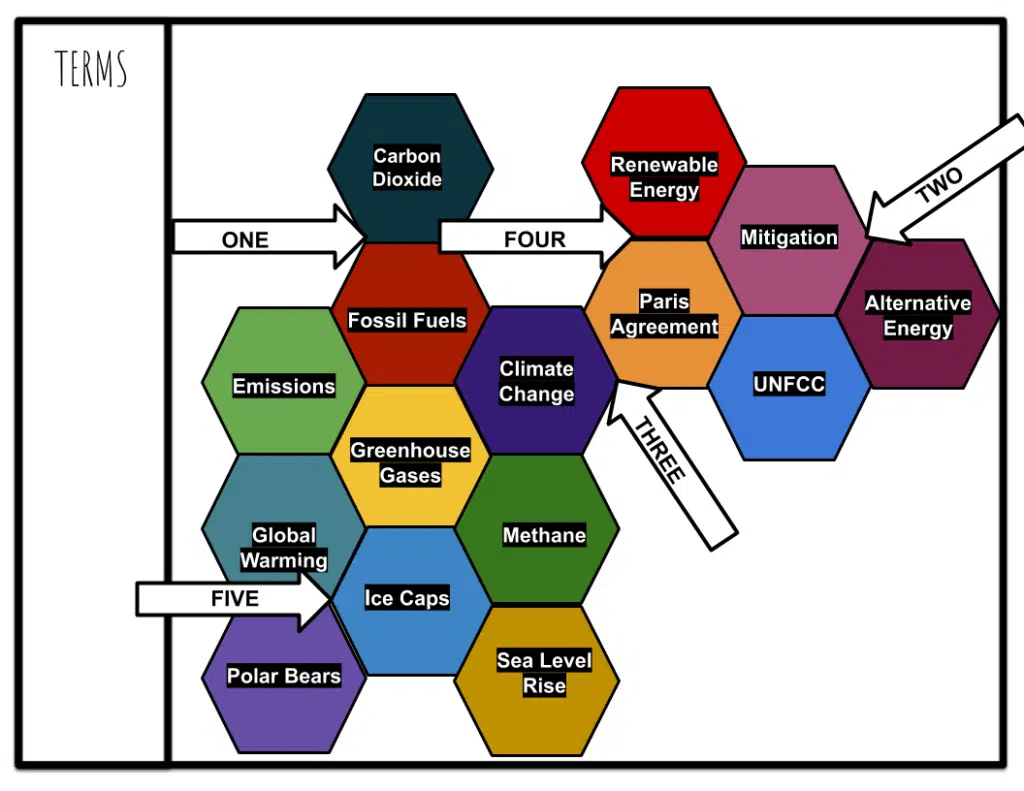 TERMS
Carbon
Dioxide
Renewable
Energy
TWO
ONE
FOUR
Mitigation
Fossil Fuels
Paris
Agreement
Alternative
Energy
Emissions
Climate
Change
UNFCC
Greenhouse
Gases
THREE
Global
Warming
Methane
FIVE
Ice Caps
Polar Bears
Sea Level
Rise